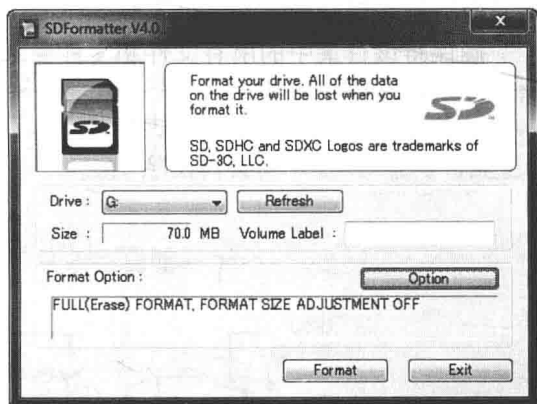 SDFormatter V4.0
Format your drive. All of the data
on the drive will be lost when you
format it.
SD, SDHC and SDXC Logos are trademarks of
SD-3C, LLC.
Drive : G: Refresh
Size : 70.0 MB Volume Label :
Format Option :
Option
FULL(Erase) FORMAT, FORMAT SIZE ADJUSTMENT OFF
Format Exit